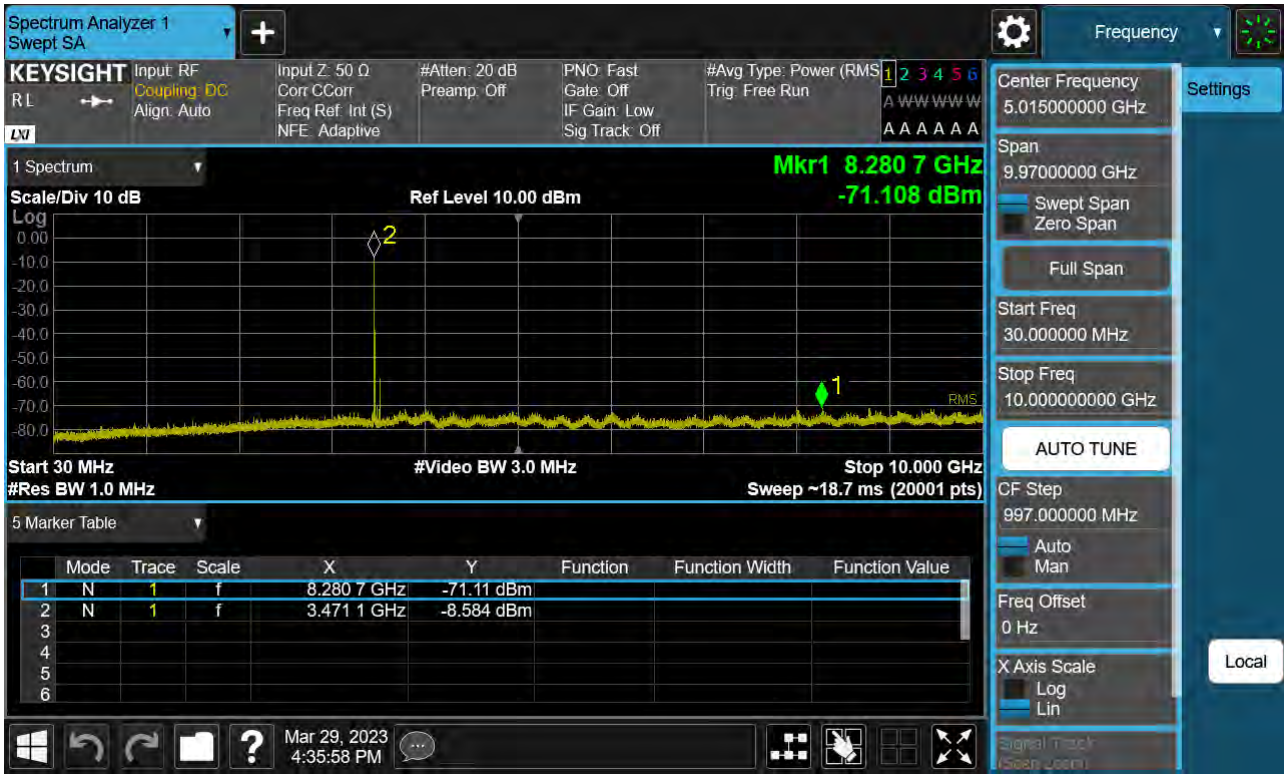 Spectrum Analyzer 1
Swept SA
+
Frequency
KEYSIGHT
RL
LXI
Input: RF
Coupling: DC
Align: Auto
Input Z: 50 Ω
Corr CCorr
Freq Ref: Int (S)
NFE: Adaptive
#Atten: 20 dB
Preamp: Off
PNO: Fast
Gate: Off
IF Gain: Low
Sig Track: Off
#Avg Type: Power (RMS
Trig: Free Run
1 2 3 4 5 6
A W W W W W
A A A A A A
1 Spectrum
Mkr1 8.280 7 GHz
Scale/Div 10 dB
Ref Level 10.00 dBm
-71.108 dBm
Log
0.00
-10.0
-20.0
-30.0
-40.0
-50.0
-60.0
-70.0
-80.0
2
1
RMS
Start 30 MHz
#Video BW 3.0 MHz
Stop 10.000 GHz
#Res BW 1.0 MHz
Sweep ~18.7 ms (20001 pts)
5 Marker Table
Mode Trace Scale X Y Function Function Width Function Value
1 N 1 f 8.280 7 GHz -71.11 dBm
2 N 1 f 3.471 1 GHz -8.584 dBm
3
4
5
6
Center Frequency
5.015000000 GHz
Span
9.97000000 GHz
Swept Span
Zero Span
Full Span
Start Freq
30.000000 MHz
Stop Freq
10.000000000 GHz
AUTO TUNE
CF Step
997.000000 MHz
Auto
Man
Freq Offset
0 Hz
X Axis Scale
Log
Lin
Signal Track
(Span Zoom)
Settings
Local
?
Mar 29, 2023
4:35:58 PM